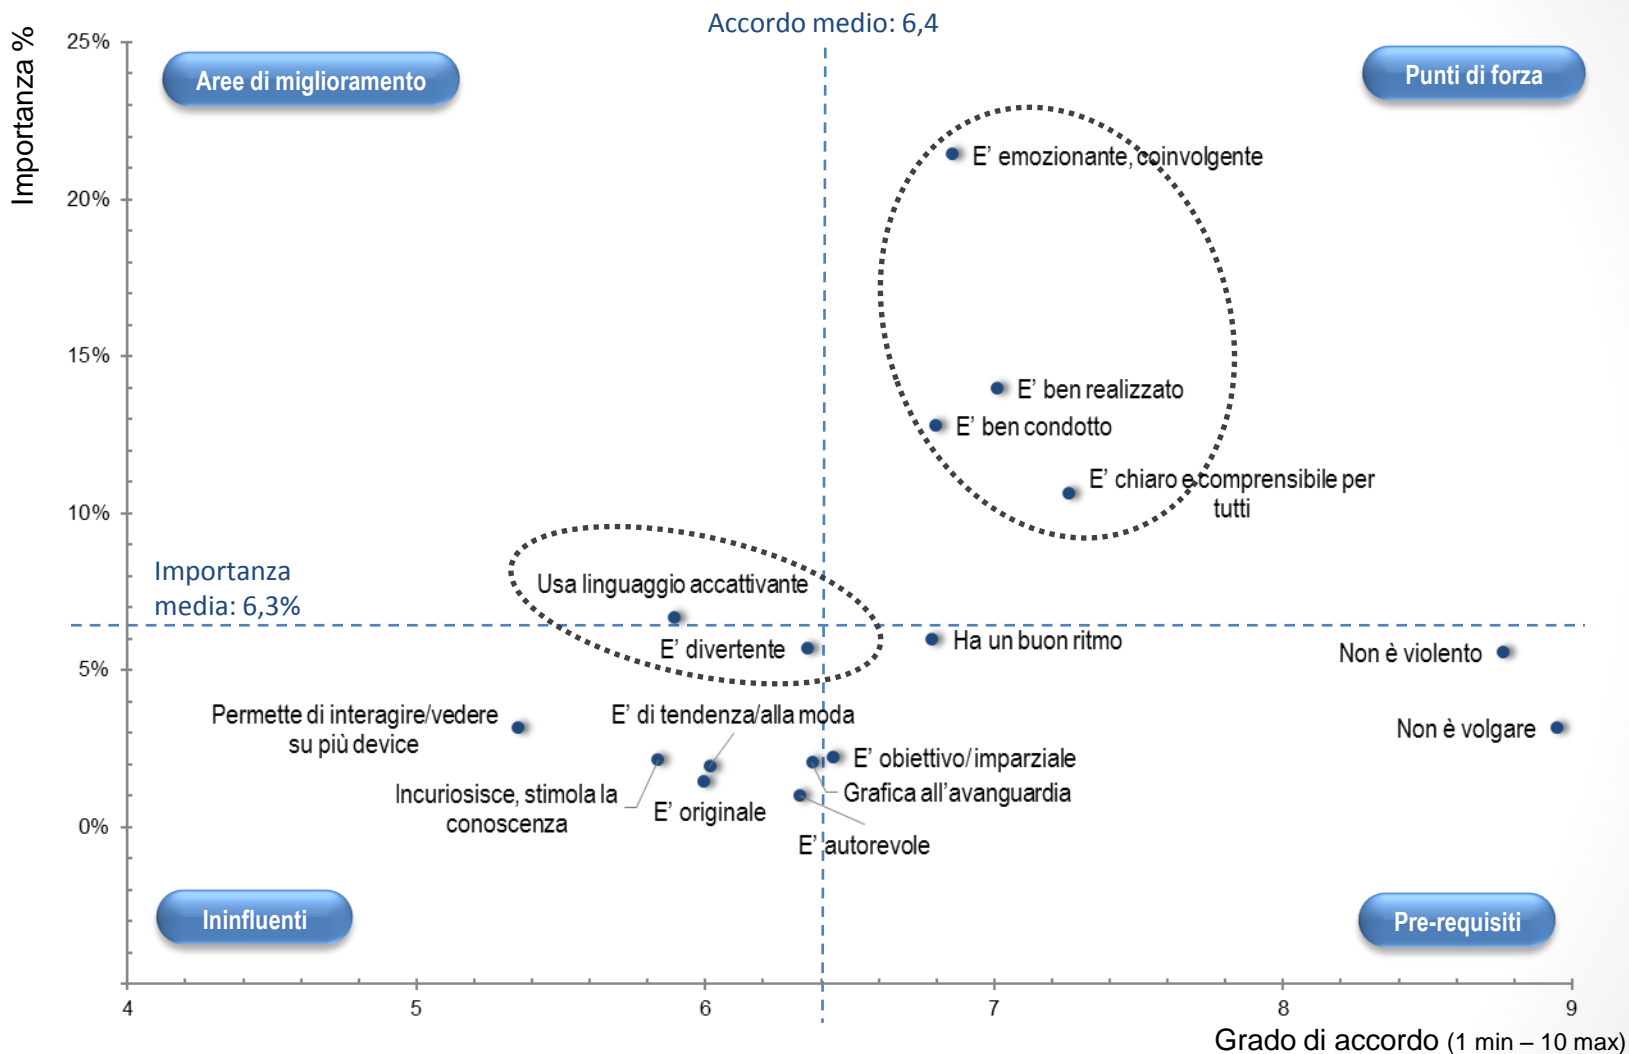 Accordo medio: 6,4
Importanza %
25%
Aree di miglioramento
Punti di forza
E’ emozionante, coinvolgente
20%
15%
E’ ben realizzato
E’ ben condotto
E’ chiaro e comprensibile per
tutti
10%
Importanza
media: 6,3%
Usa linguaggio accattivante
E’ divertente
Ha un buon ritmo
Non è violento
5%
Permette di interagire/vedere
su più device
E’ di tendenza/alla moda
Non è volgare
E’ obiettivo/imparziale
Incuriosisce, stimola la
conoscenza
E’ originale
Grafica all’avanguardia
0%
E’ autorevole
Ininfluenti
Pre-requisiti
4
5
6
7
8
9
Grado di accordo (1 min – 10 max)